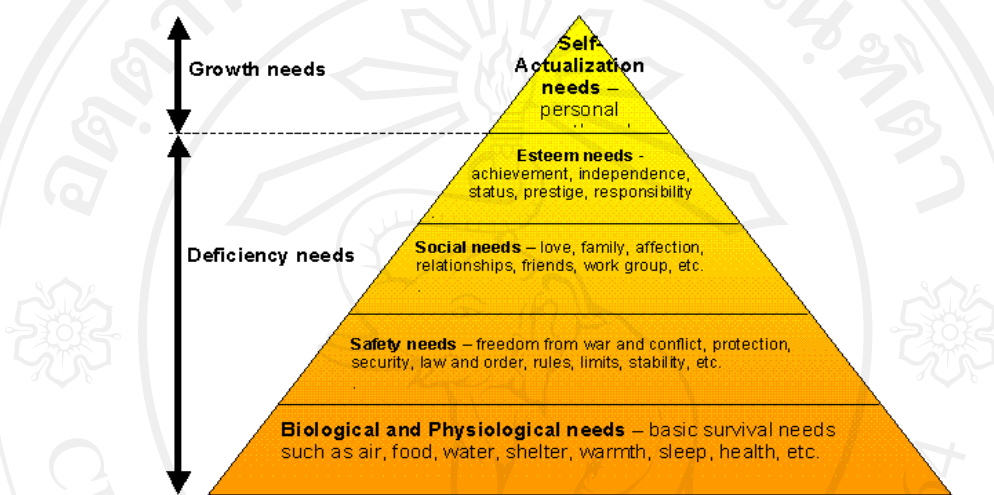 Growth needs
Self-
Actualization
needs –
personal
Esteem needs -
achievement, independence,
status, prestige, responsibility
Deficiency needs
Social needs – love, family, affection,
relationships, friends, work group, etc.
Safety needs – freedom from war and conflict, protection,
security, law and order, rules, limits, stability, etc.
Biological and Physiological needs – basic survival needs
such as air, food, water, shelter, warmth, sleep, health, etc.